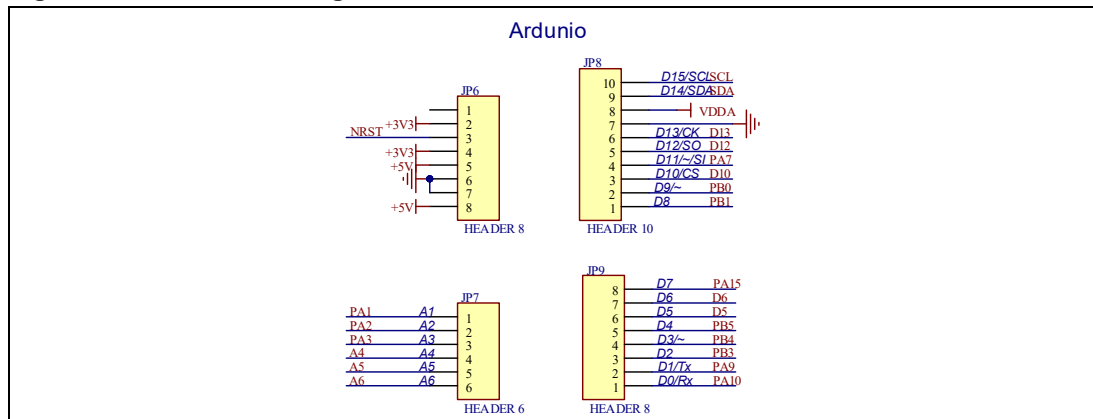 Ardunio
JP6
1
+3V3 2
NRST 3
+3V3 4
+5V 5
6
7
+5V 8
HEADER 8
JP8
10 D15/SCL SCL
9 D14/SDA SDA
8 VDDA
7
6 D13/CK D13
5 D12/SO D12
4 D11/~/SI PA7
3 D10/CS D10
2 D9/~ PB0
1 D8 PB1
HEADER 10
JP7
PA1 A1 1
PA2 A2 2
PA3 A3 3
A4 A4 4
A5 A5 5
A6 A6 6
HEADER 6
JP9
8 D7 PA15
7 D6 D6
6 D5 D5
5 D4 PB5
4 D3/~ PB4
3 D2 PB3
2 D1/Tx PA9
1 D0/Rx PA10
HEADER 8